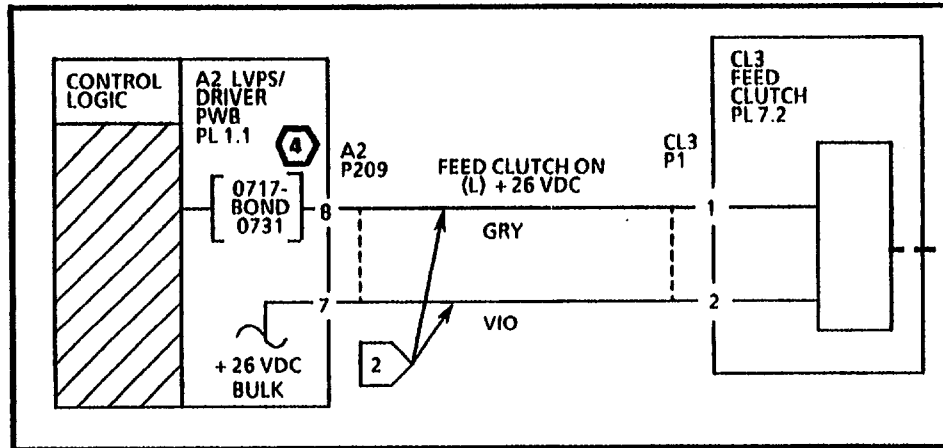 CONTROL
LOGIC
A2 LVPS/
DRIVER
PWB
PL 1.1
4
0717-
BOND
0731
8
7
+ 26 VDC
BULK
A2
P209
FEED CLUTCH ON
(L) + 26 VDC
GRY
VIO
2
CL3
P1
1
2
CL3
FEED
CLUTCH
PL 7.2